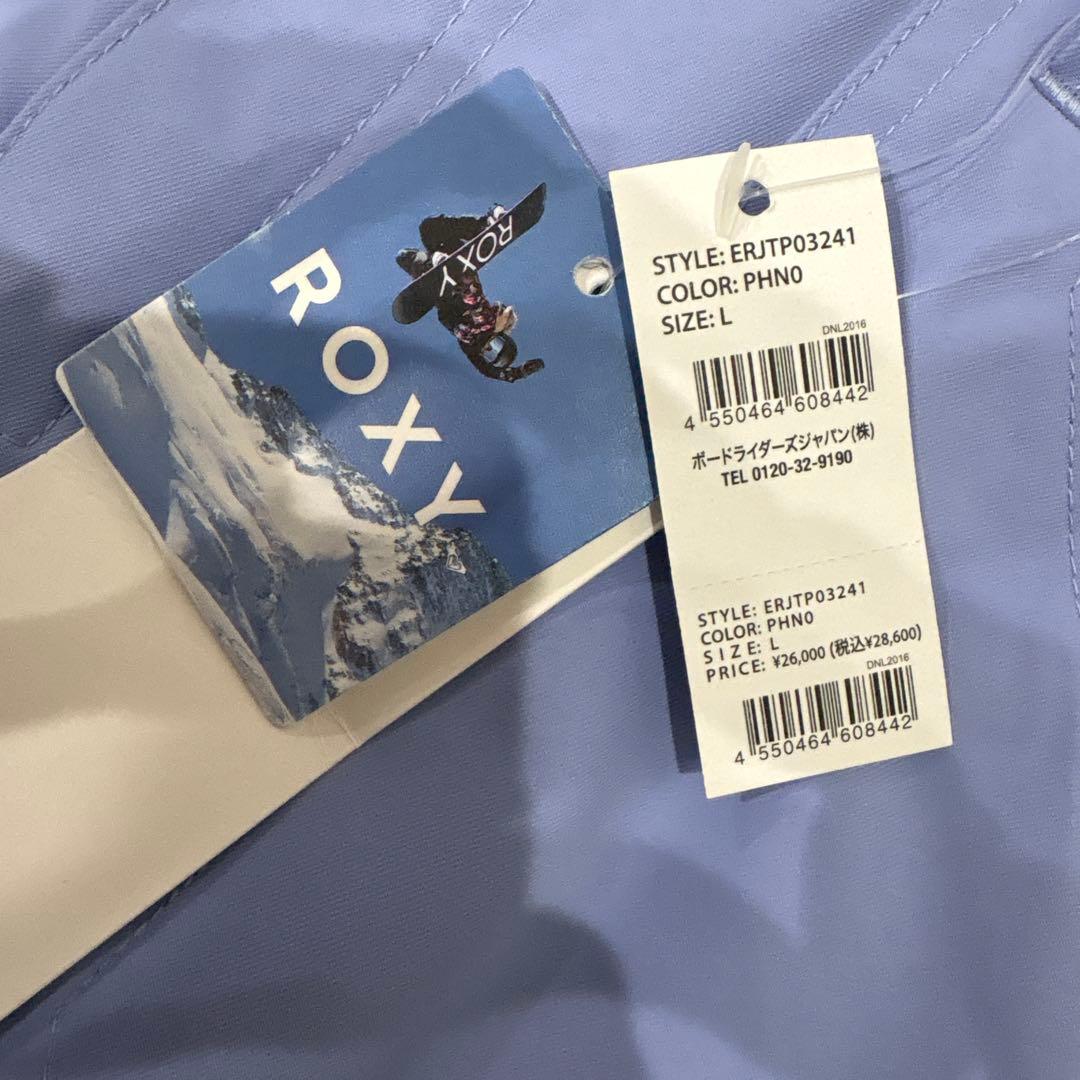 ROXY
ROXY
STYLE: ERJTP03241
COLOR: PHN0
SIZE: L
DNL2016
4 550464 608442
ボードライダーズジャパン(株)
TEL 0120-32-9190
STYLE: ERJTP03241
COLOR: PHN0
SIZE: L
PRICE: ¥26,000 (税込¥28,600)
DNL2016
4 550464 608442